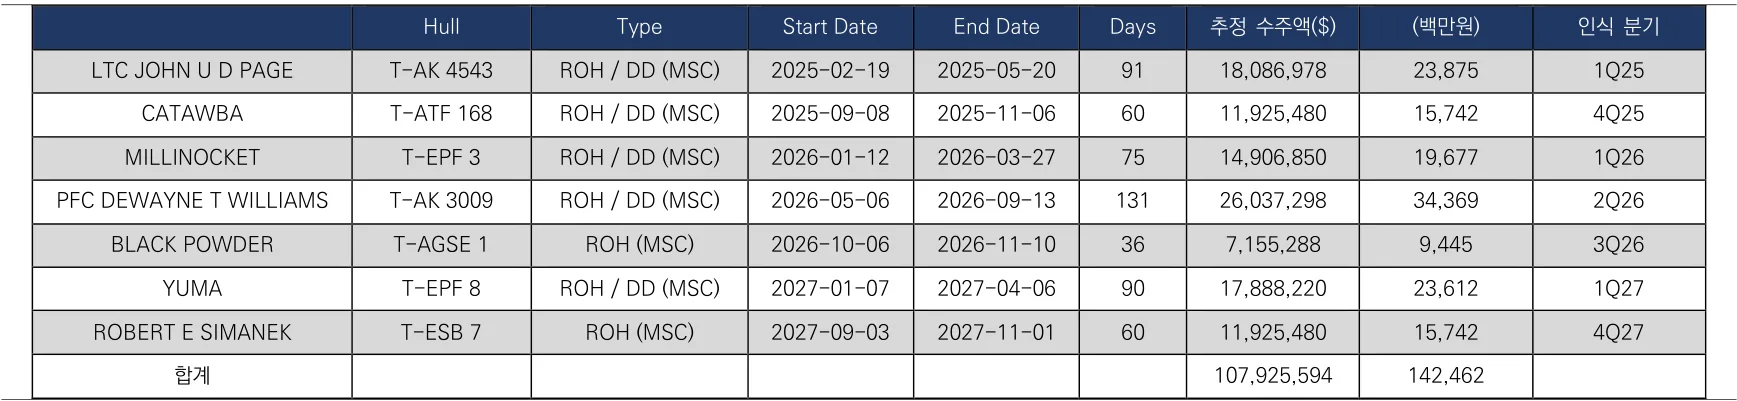 Hull Type Start Date End Date Days 추정 수주액($) (백만원) 인식 분기
LTC JOHN U D PAGE T-AK 4543 ROH / DD (MSC) 2025-02-19 2025-05-20 91 18,086,978 23,875 1Q25
CATAWBA T-ATF 168 ROH / DD (MSC) 2025-09-08 2025-11-06 60 11,925,480 15,742 4Q25
MILLINOCKET T-EPF 3 ROH / DD (MSC) 2026-01-12 2026-03-27 75 14,906,850 19,677 1Q26
PFC DEWAYNE T WILLIAMS T-AK 3009 ROH / DD (MSC) 2026-05-06 2026-09-13 131 26,037,298 34,369 2Q26
BLACK POWDER T-AGSE 1 ROH (MSC) 2026-10-06 2026-11-10 36 7,155,288 9,445 3Q26
YUMA T-EPF 8 ROH / DD (MSC) 2027-01-07 2027-04-06 90 17,888,220 23,612 1Q27
ROBERT E SIMANEK T-ESB 7 ROH (MSC) 2027-09-03 2027-11-01 60 11,925,480 15,742 4Q27
합계 107,925,594 142,462